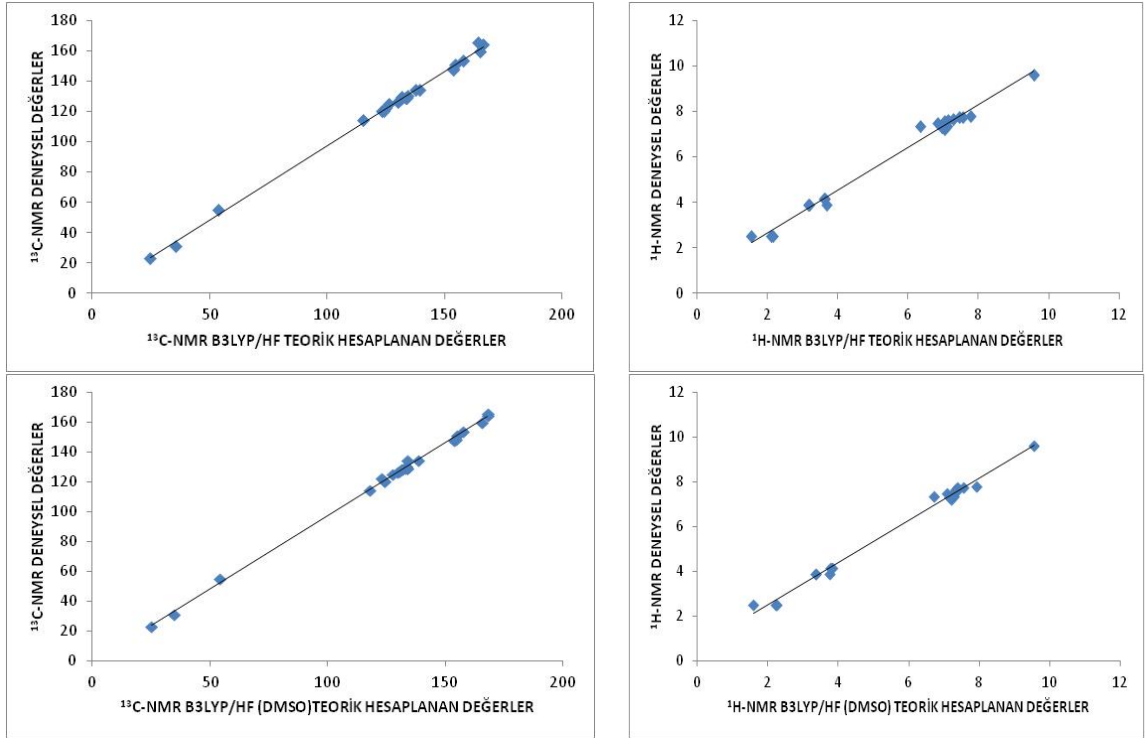 180
160
140
120
100
80
60
40
20
0
0 50 100 150 200
¹³C-NMR DENEYSEL DEĞERLER
¹³C-NMR B3LYP/HF TEORİK HESAPLANAN DEĞERLER
12
10
8
6
4
2
0
0 2 4 6 8 10 12
¹H-NMR DENEYSEL DEĞERLER
¹H-NMR B3LYP/HF TEORİK HESAPLANAN DEĞERLER
180
160
140
120
100
80
60
40
20
0
0 50 100 150 200
¹³C-NMR DENEYSEL DEĞERLER
¹³C-NMR B3LYP/HF (DMSO)TEORİK HESAPLANAN DEĞERLER
12
10
8
6
4
2
0
0 2 4 6 8 10 12
¹H-NMR DENEYSEL DEĞERLER
¹H-NMR B3LYP/HF (DMSO) TEORİK HESAPLANAN DEĞERLER